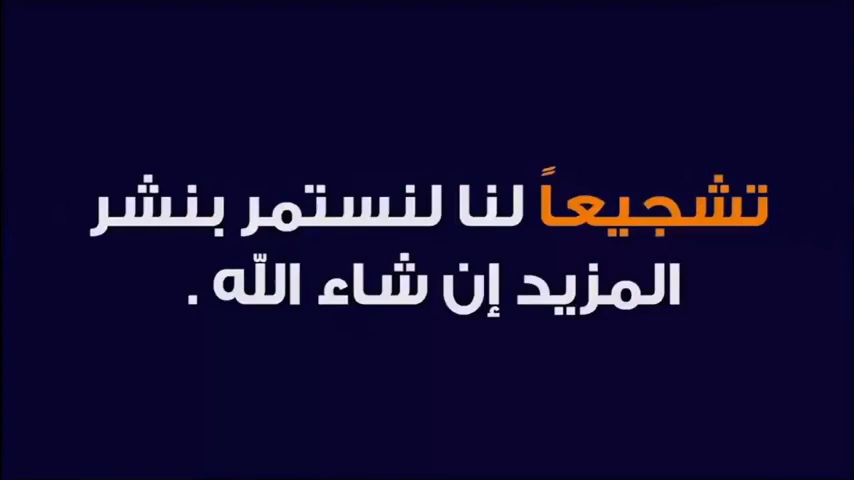 تشجيعاً لنا لنستمر بنشر
المزيد إن شاء الله .